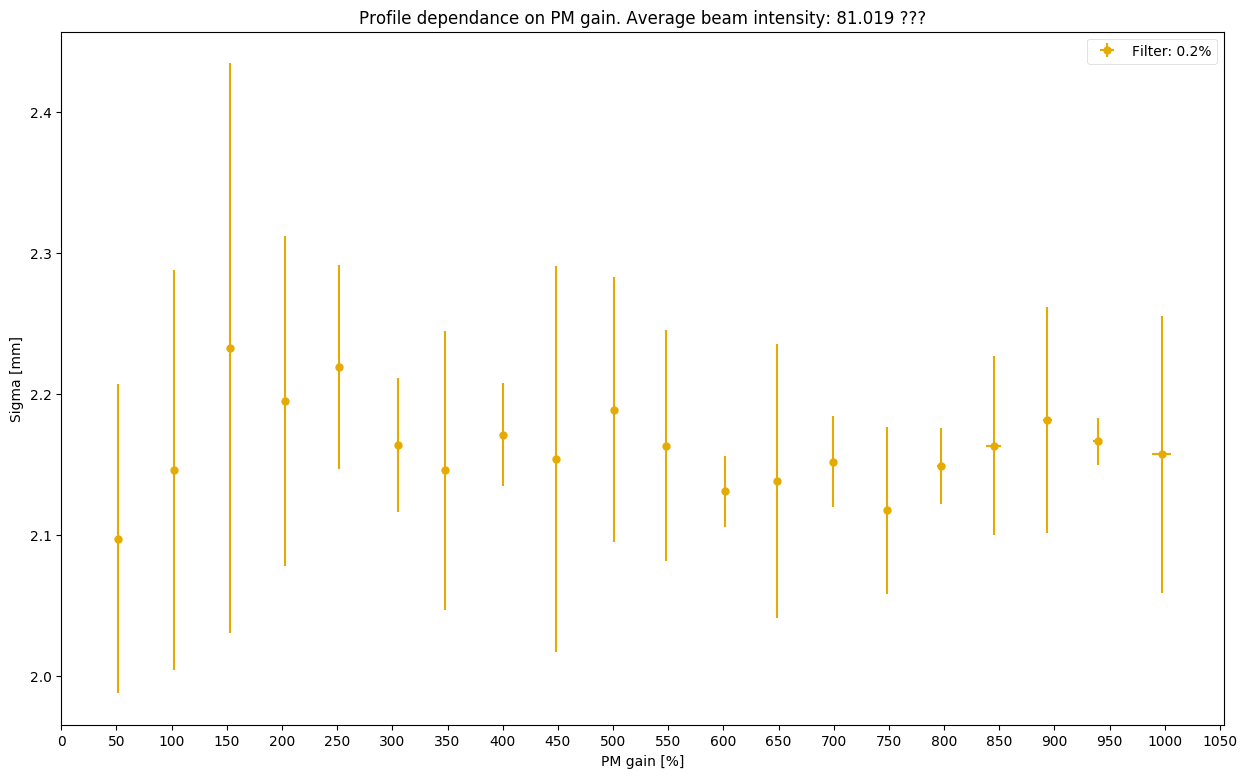 Profile dependance on PM gain. Average beam intensity: 81.019 ???
Filter: 0.2%
Sigma [mm]
2.4
2.3
2.2
2.1
2.0
0 50 100 150 200 250 300 350 400 450 500 550 600 650 700 750 800 850 900 950 1000 1050
PM gain [%]